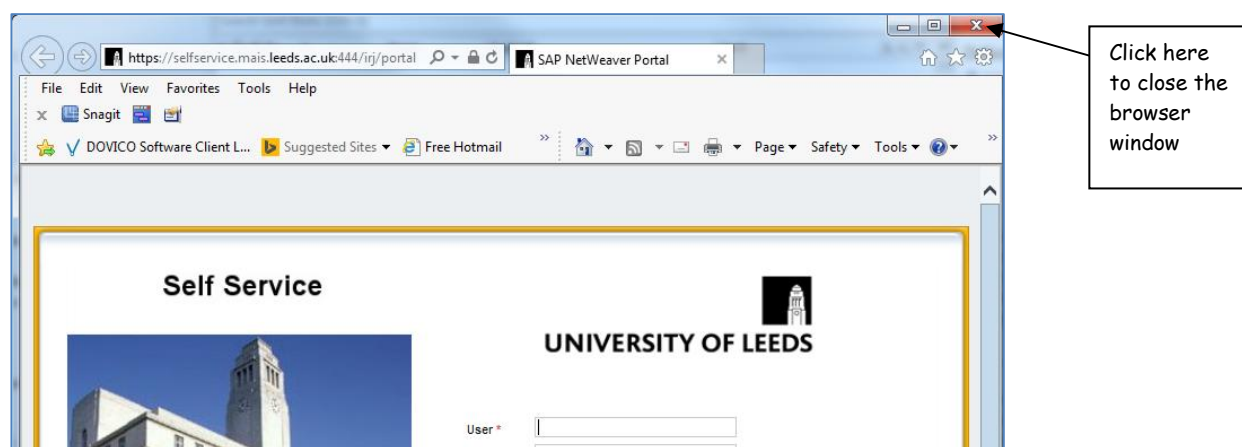 https://selfservice.mais.leeds.ac.uk:444/irj/portal
SAP NetWeaver Portal
File Edit View Favorites Tools Help
Snagit
DOVICO Software Client L... Suggested Sites Free Hotmail
Page Safety Tools
Self Service
UNIVERSITY OF LEEDS
User *
Click here
to close the
browser
window